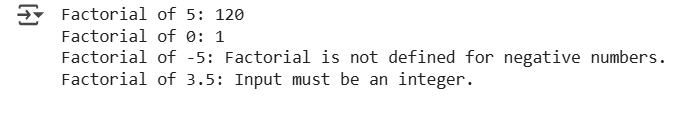 Factorial of 5: 120
Factorial of 0: 1
Factorial of -5: Factorial is not defined for negative numbers.
Factorial of 3.5: Input must be an integer.